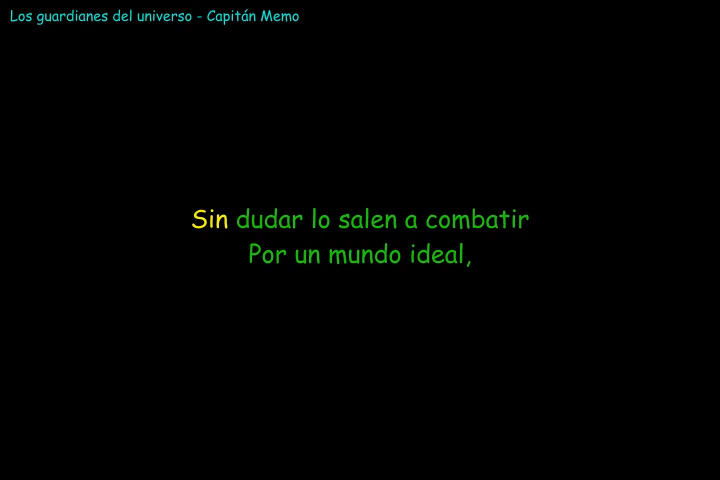 Los guardianes del universo - Capitán Memo
Sin dudar lo salen a combatir
Por un mundo ideal,